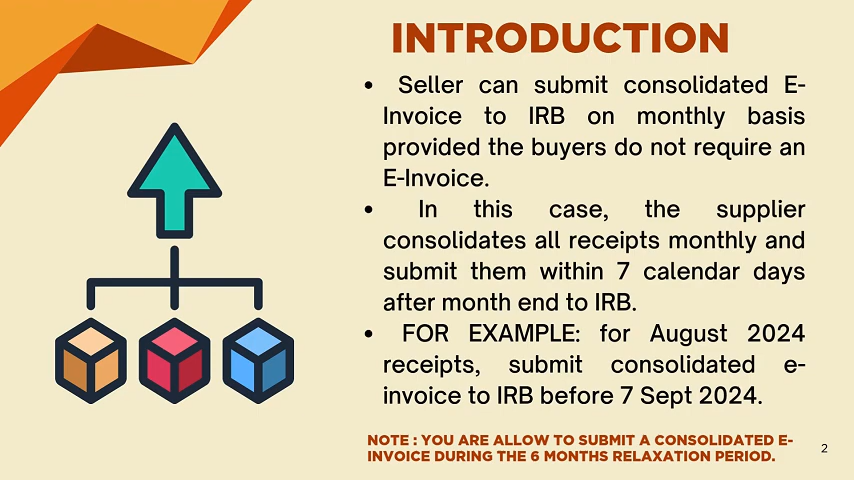 INTRODUCTION
• Seller can submit consolidated E-
Invoice to IRB on monthly basis
provided the buyers do not require an
E-Invoice.
• In this case, the supplier
consolidates all receipts monthly and
submit them within 7 calendar days
after month end to IRB.
• FOR EXAMPLE: for August 2024
receipts, submit consolidated e-
invoice to IRB before 7 Sept 2024.
NOTE : YOU ARE ALLOW TO SUBMIT A CONSOLIDATED E-
INVOICE DURING THE 6 MONTHS RELAXATION PERIOD.
2